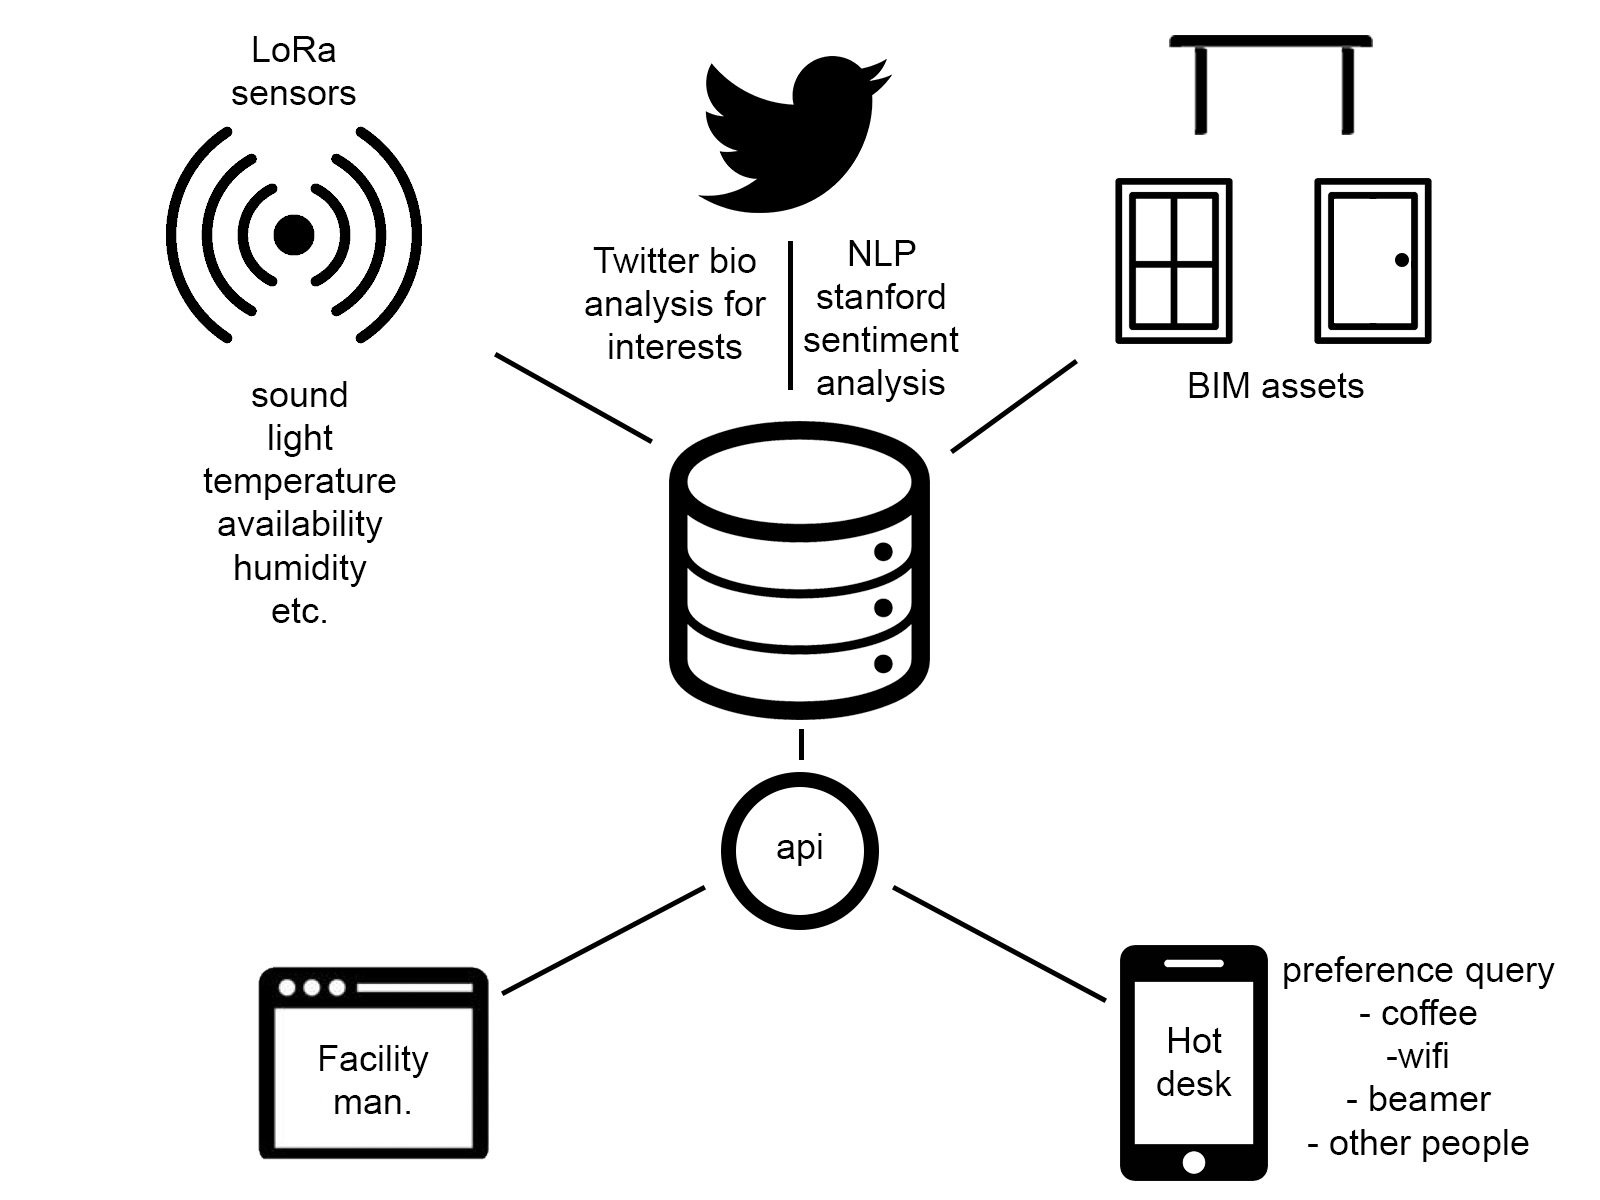 LoRa
sensors
sound
light
temperature
availability
humidity
etc.
Twitter bio
analysis for
interests
NLP
stanford
sentiment
analysis
BIM assets
api
Facility
man.
Hot
desk
preference query
- coffee
-wifi
- beamer
- other people